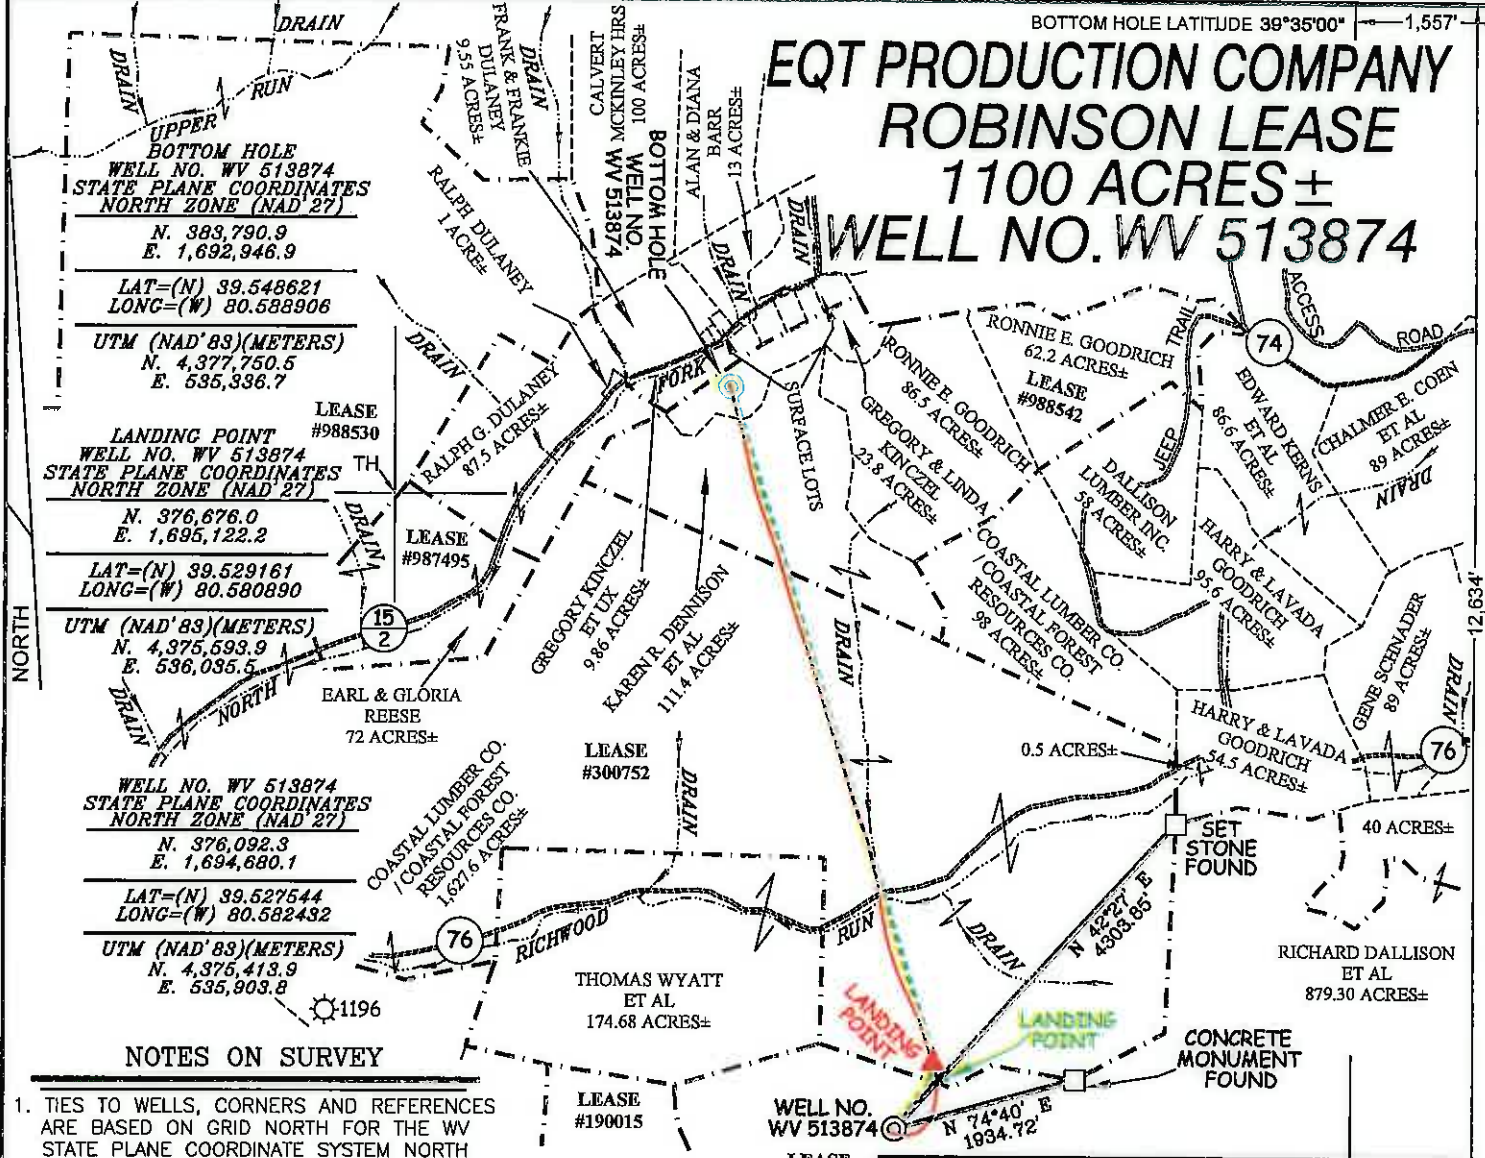 BOTTOM HOLE LATITUDE 39°35'00"
1,557'
EQT PRODUCTION COMPANY
ROBINSON LEASE
1100 ACRES±
WELL NO. WV 513874
DRAIN
DRAIN
UPPER
RUN
BOTTOM HOLE
WELL NO. WV 513874
STATE PLANE COORDINATES
NORTH ZONE (NAD'27)
N. 383,790.9
E. 1,692,946.9
LAT=(N) 39.548621
LONG=(W) 80.588906
UTM (NAD'83)(METERS)
N. 4,377,750.5
E. 535,336.7
LANDING POINT
WELL NO. WV 513874
STATE PLANE COORDINATES
NORTH ZONE (NAD'27)
N. 376,676.0
E. 1,695,122.2
LAT=(N) 39.529161
LONG=(W) 80.580890
UTM (NAD'83)(METERS)
N. 4,375,593.9
E. 536,035.5
NORTH
DRAIN
NORTH
WELL NO. WV 513874
STATE PLANE COORDINATES
NORTH ZONE (NAD'27)
N. 376,092.3
E. 1,694,680.1
LAT=(N) 39.527544
LONG=(W) 80.582432
UTM (NAD'83)(METERS)
N. 4,375,413.9
E. 535,903.8
1196
NOTES ON SURVEY
1. TIES TO WELLS, CORNERS AND REFERENCES
ARE BASED ON GRID NORTH FOR THE WV
STATE PLANE COORDINATE SYSTEM NORTH
FRANK & FRANKIE
DULANEY
9.55 ACRES±
DRAIN
CALVERT
MCKINLEY HRS
100 ACRES±
BOTTOM HOLE
WELL NO.
WV 513874
ALAN & DIANA
BARR
13 ACRES±
RALPH DULANEY
1 ACRE±
DRAIN
DRAIN
DRAIN
FORK
LEASE
#988530
TH
RALPH G. DULANEY
87.5 ACRES±
DRAIN
LEASE
#987495
15
2
EARL & GLORIA
REESE
72 ACRES±
GREGORY KINCZEL
ET UX
9.86 ACRES±
KAREN R. DENNISON
ET AL
111.4 ACRES±
SURFACE LOTS
RONNIE E. GOODRICH
86.5 ACRES±
GREGORY & LINDA
KINCZEL
23.8 ACRES±
RONNIE E. GOODRICH
62.2 ACRES±
LEASE
#988542
JEEP
TRAIL
74
ACCESS
ROAD
EDWARD KERNS
ET AL
86.6 ACRES±
CHALMER E. COEN
ET AL
89 ACRES±
DRAIN
DALLISON
LUMBER INC.
58 ACRES±
HARRY & LAVADA
GOODRICH
95.6 ACRES±
COASTAL LUMBER CO.
/COASTAL FOREST
RESOURCES CO.
98 ACRES±
GENE SCHNADER
89 ACRES±
12,634'
DRAIN
HARRY & LAVADA
GOODRICH
54.5 ACRES±
76
0.5 ACRES±
DRAIN
LEASE
#300752
DRAIN
COASTAL LUMBER CO.
/COASTAL FOREST
RESOURCES CO.
1,627.6 ACRES±
76
RICHWOOD
RUN
THOMAS WYATT
ET AL
174.68 ACRES±
SET
STONE
FOUND
40 ACRES±
N 42°27' E
4303.85'
DRAIN
RICHARD DALLISON
ET AL
879.30 ACRES±
LANDING
POINT
LANDING
POINT
CONCRETE
MONUMENT
FOUND
LEASE
#190015
WELL NO.
WV 513874
N 74°40' E
1934.72'
LEASE